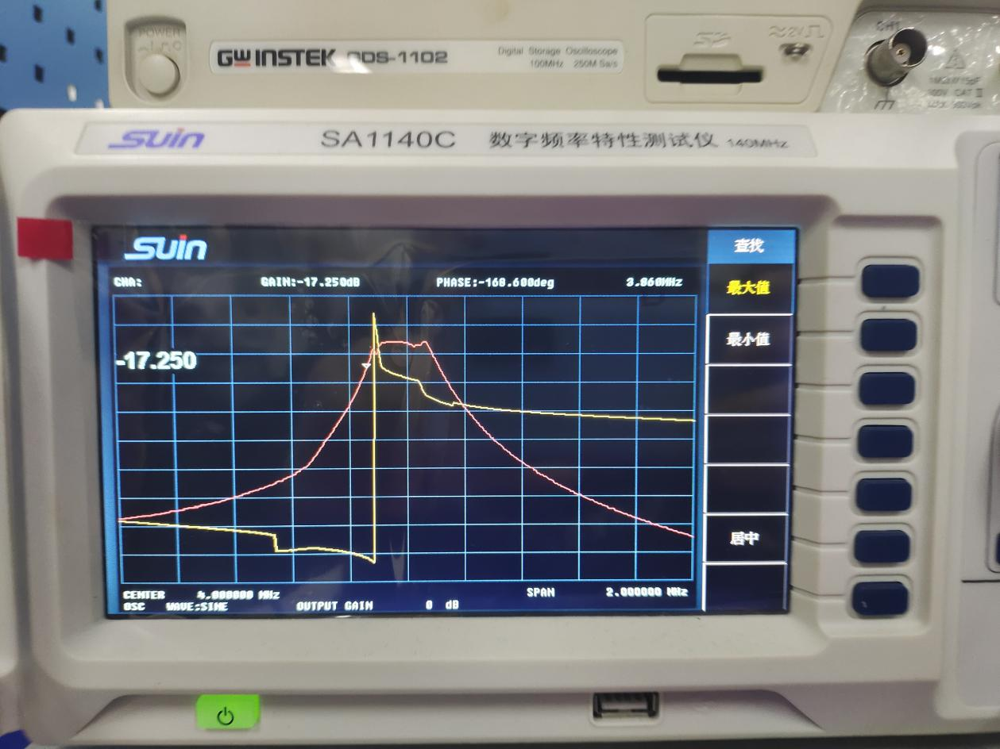 POWER
GW INSTEK GDS-1102
Digital Storage Oscilloscope
100MHz 250M Sa/s
≂2V
CH1
SUIN
SA1140C 数字频率特性测试仪 140MHz
SUIN
查找
CHA: GAIN:-17.250dB PHASE:-168.600deg 3.860MHz
最大值
-17.250
最小值
居中
CENTER 4.000000 MHz SPAN 2.000000 MHz
OSC WAVE:SINE OUTPUT GAIN 0 dB